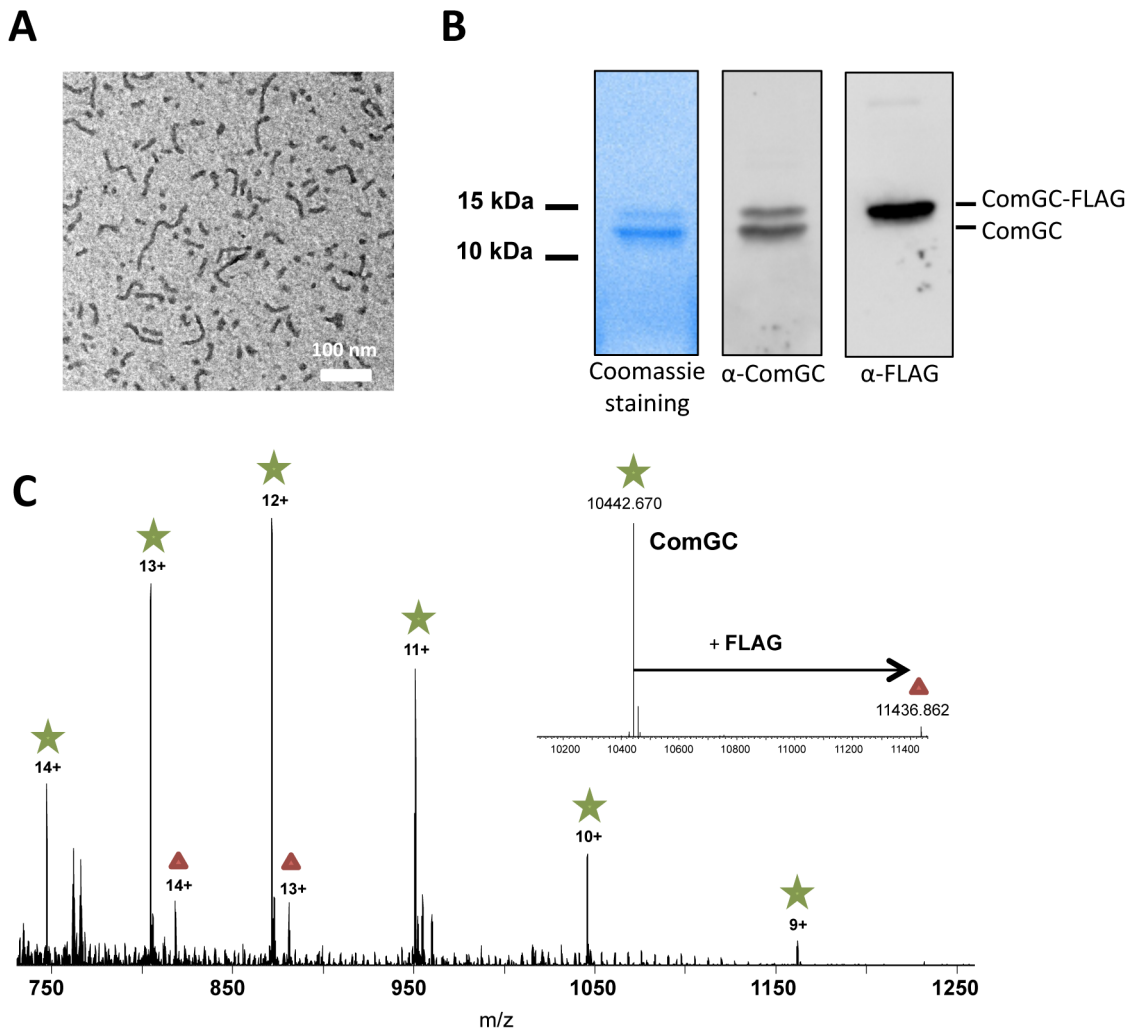 A
B
100 nm
15 kDa
10 kDa
ComGC-FLAG
ComGC
Coomassie
staining
α-ComGC
α-FLAG
C
14+
13+
12+
11+
10+
9+
14+
13+
10442.670
ComGC
+ FLAG
11436.862
10200 10400 10600 10800 11000 11200 11400
750 850 950 1050 1150 1250
m/z